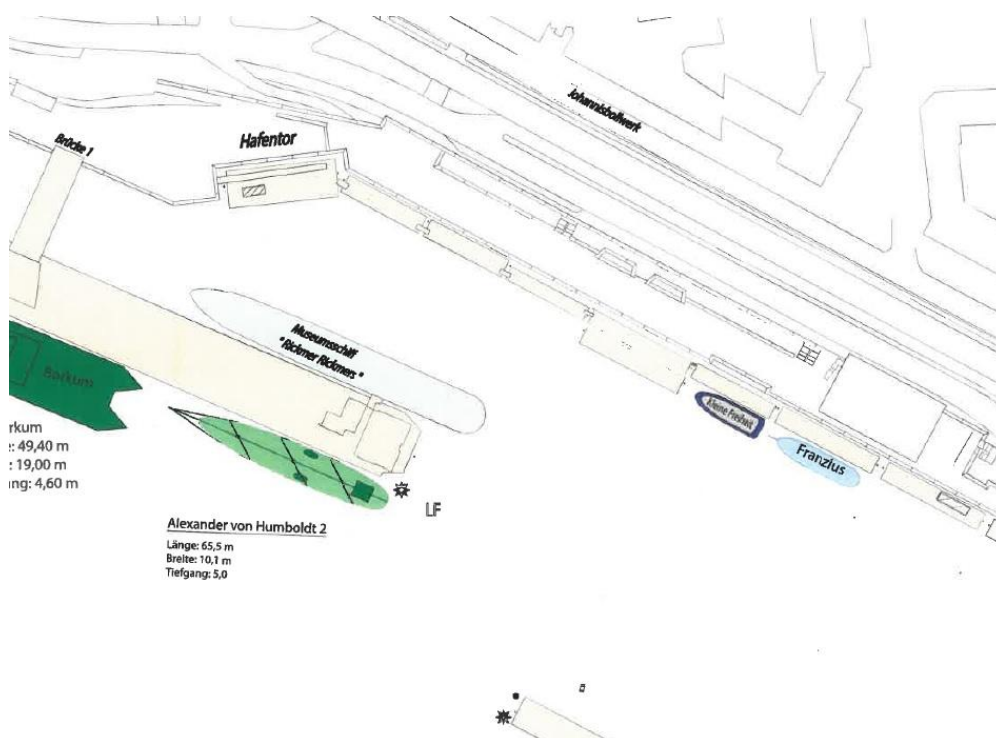 Johannisbollwerk
Hafentor
Brücke 1
Museumsschiff
"Rickmer Rickmers"
Borkum
Kleine Freiheit
Franzius
rkum
: 49,40 m
: 19,00 m
ang: 4,60 m
LF
Alexander von Humboldt 2
Länge: 65,5 m
Breite: 10,1 m
Tiefgang: 5,0